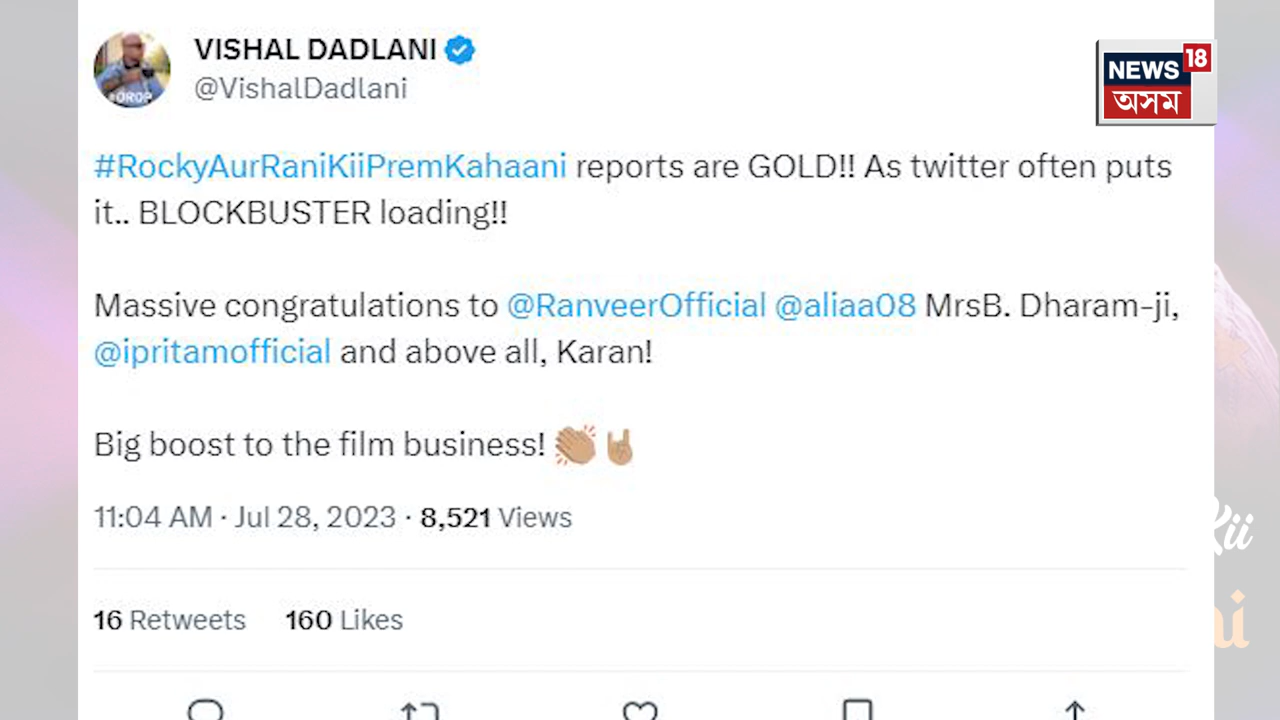 VISHAL DADLANI
@VishalDadlani
NEWS 18
অসম
#RockyAurRaniKiiPremKahaani reports are GOLD!! As twitter often puts
it.. BLOCKBUSTER loading!!
Massive congratulations to @RanveerOfficial @aliaa08 MrsB. Dharam-ji,
@ipritamofficial and above all, Karan!
Big boost to the film business! 👏🏽🤘🏽
11:04 AM · Jul 28, 2023 · 8,521 Views
Kii
16 Retweets 160 Likes